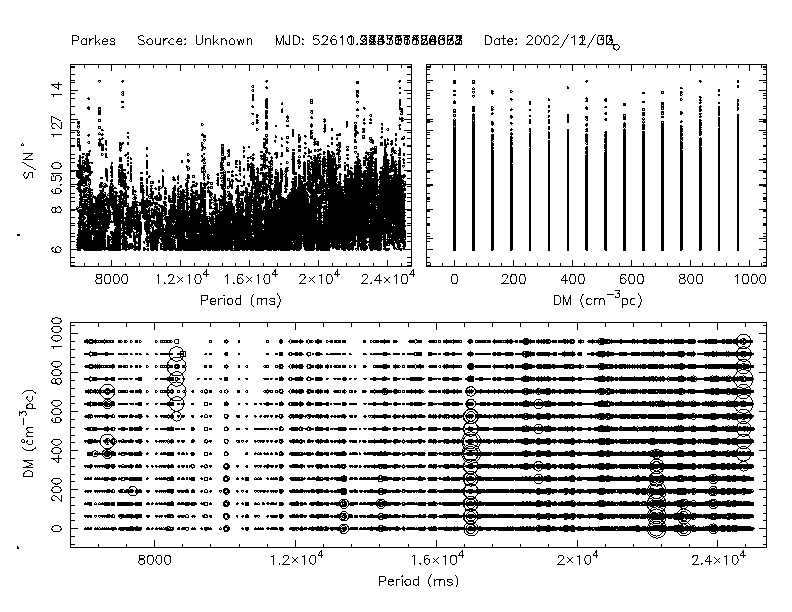 Parkes Source: Unknown MJD: 52610. Date: 2002/
S/N
14
8
6
8000 1.2×10⁴ 1.6×10⁴ 2×10⁴ 2.4×10⁴
Period (ms)
0 200 400 600 800 1000
DM (cm⁻³pc)
DM (cm⁻³pc)
1000
800
600
400
200
0
8000 1.2×10⁴ 1.6×10⁴ 2×10⁴ 2.4×10⁴
Period (ms)